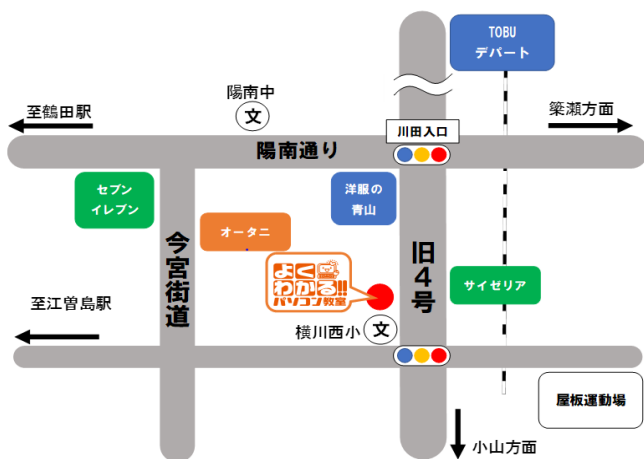 TOBU
デパート
陽南中
文
至鶴田駅
簗瀬方面
川田入口
陽南通り
セブン
イレブン
洋服の
青山
オータニ
今宮街道
旧4号
よく
わかる!!
パソコン教室
サイゼリア
至江曽島駅
横川西小
文
屋板運動場
小山方面